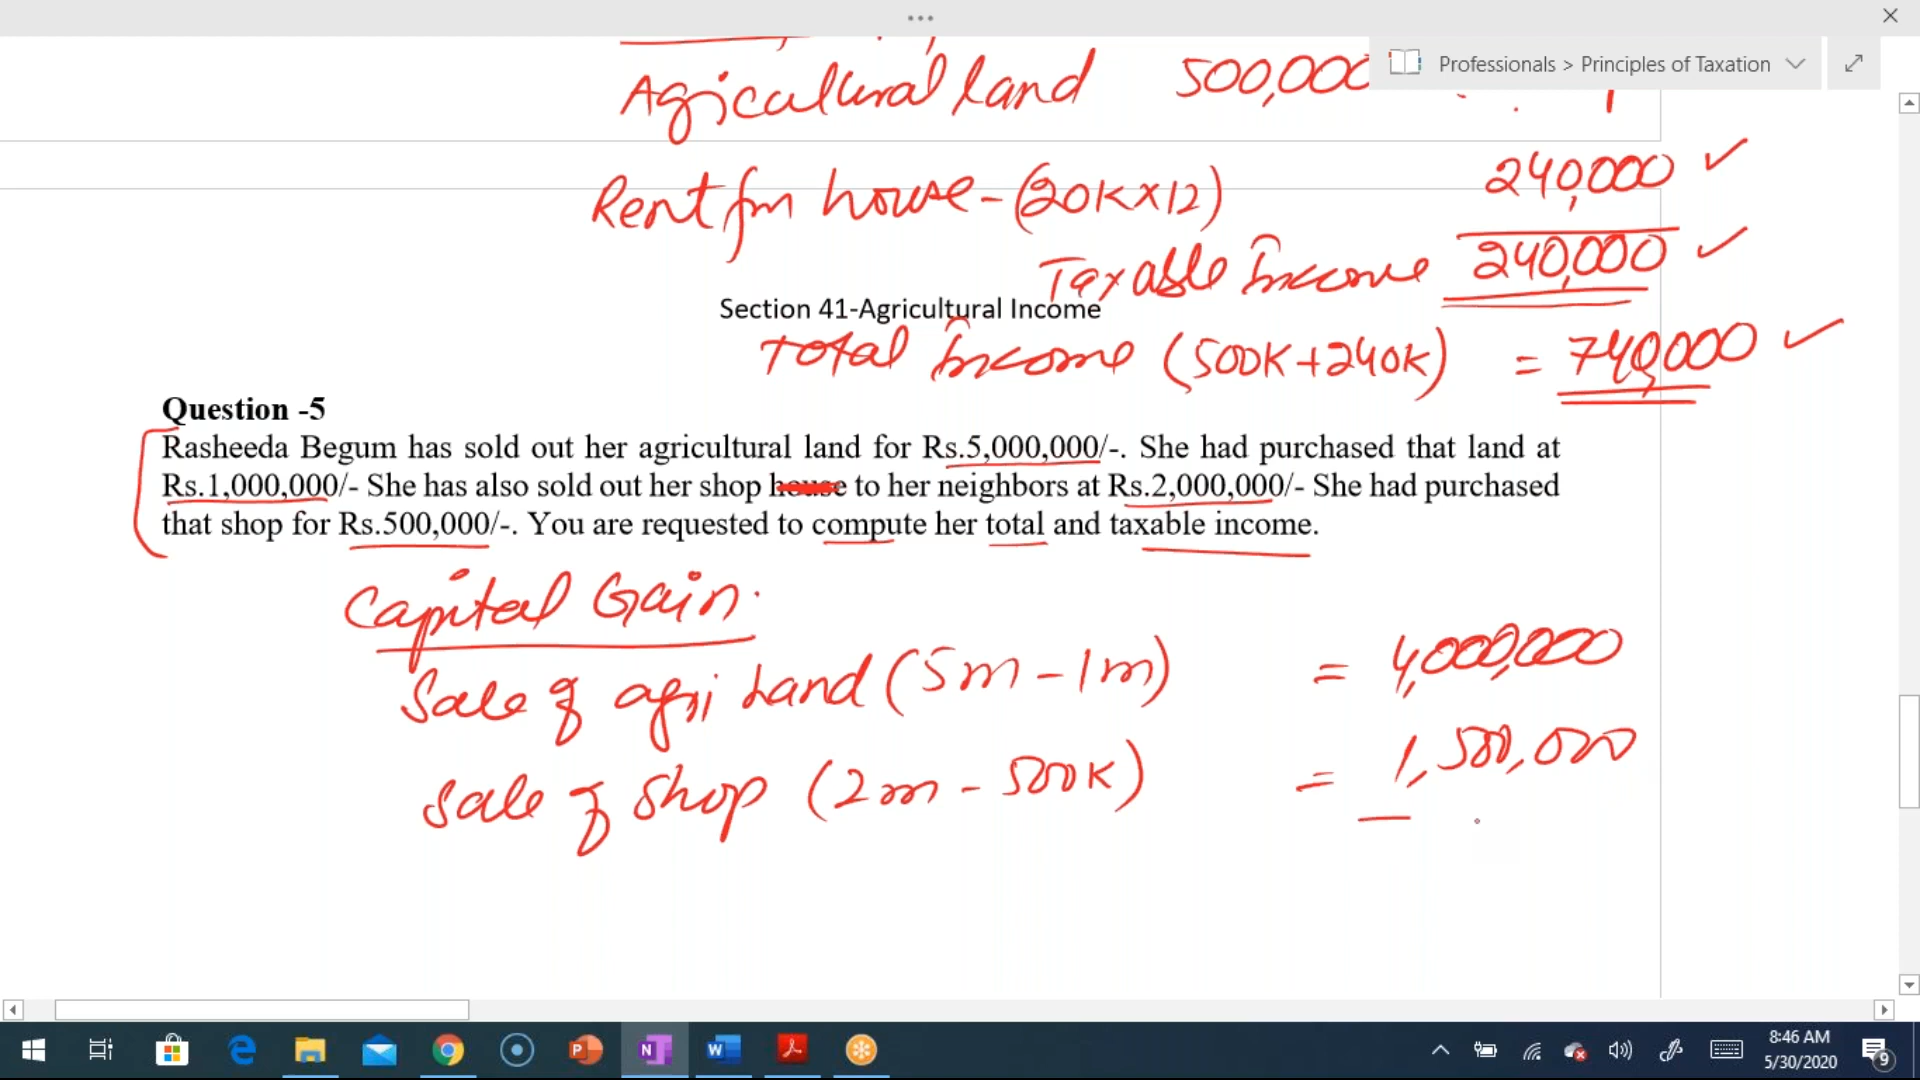 Professionals > Principles of Taxation
Agricultural land 500,000
Rent fm house - (20K×12) 240,000 ✓
Taxable Income 240,000 ✓
Section 41-Agricultural Income
Total Income (500K+240K) = 740,000 ✓
Question -5
Rasheeda Begum has sold out her agricultural land for Rs.5,000,000/-. She had purchased that land at
Rs.1,000,000/- She has also sold out her shop house to her neighbors at Rs.2,000,000/- She had purchased
that shop for Rs.500,000/-. You are requested to compute her total and taxable income.
Capital Gain.
Sale of agri Land (5m - 1m) = 4,000,000
Sale of Shop (2m - 500K) = 1,500,000
8:46 AM
5/30/2020
9